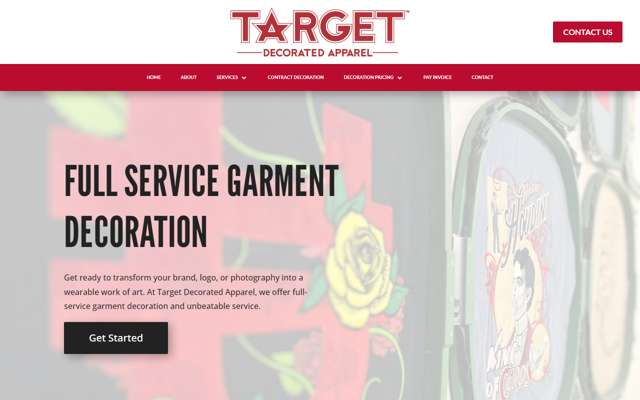 TARGET
DECORATED APPAREL
CONTACT US
HOME ABOUT SERVICES CONTRACT DECORATION DECORATION PRICING PAY INVOICE CONTACT
FULL SERVICE GARMENT
DECORATION
Get ready to transform your brand, logo, or photography into a
wearable work of art. At Target Decorated Apparel, we offer full-
service garment decoration and unbeatable service.
Get Started